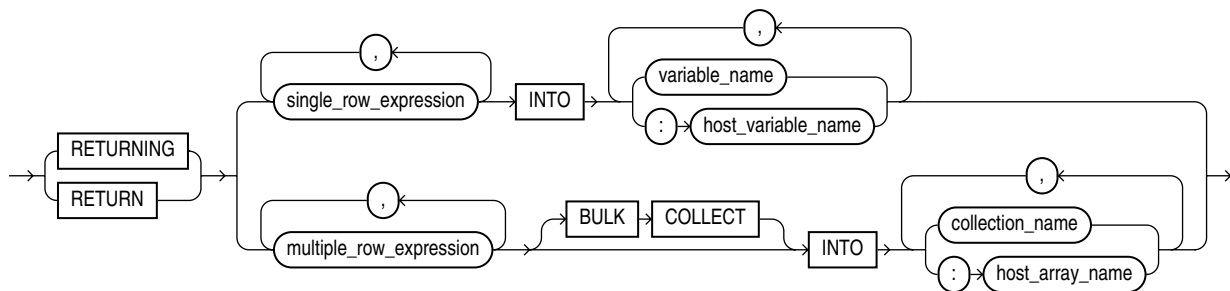 , ,
single_row_expression INTO variable_name
: host_variable_name
RETURNING
RETURN
, ,
multiple_row_expression BULK COLLECT INTO collection_name
: host_array_name